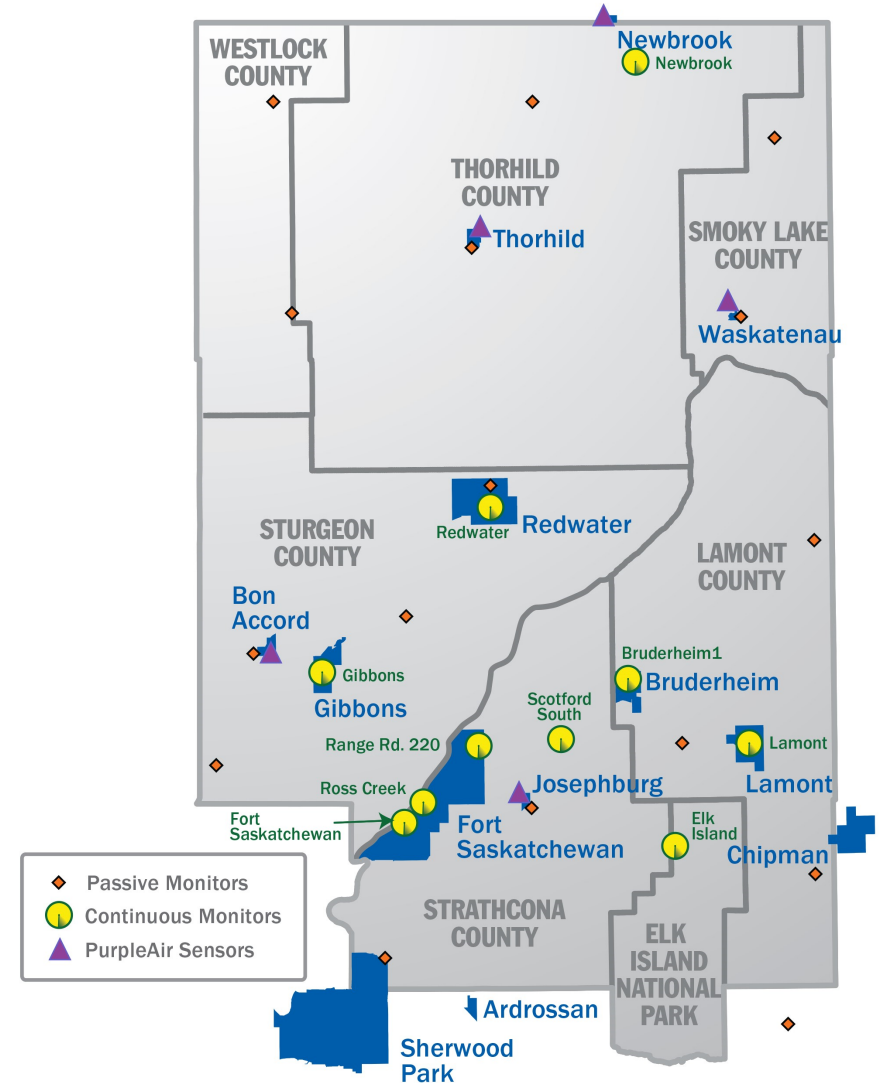 WESTLOCK
COUNTY
Newbrook
Newbrook
THORHILD
COUNTY
Thorhild
SMOKY LAKE
COUNTY
Waskatenau
Redwater
Redwater
STURGEON
COUNTY
LAMONT
COUNTY
Bon
Accord
Gibbons
Gibbons
Bruderheim1
Bruderheim
Scotford
South
Range Rd. 220
Lamont
Lamont
Josephburg
Ross Creek
Fort
Saskatchewan
Fort
Saskatchewan
Elk
Island
Chipman
Passive Monitors
Continuous Monitors
PurpleAir Sensors
STRATHCONA
COUNTY
ELK
ISLAND
NATIONAL
PARK
Ardrossan
Sherwood
Park